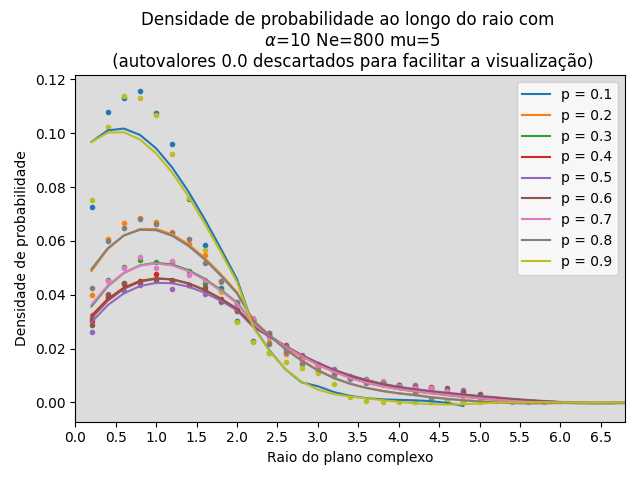 Densidade de probabilidade ao longo do raio com
α=10 Ne=800 mu=5
(autovalores 0.0 descartados para facilitar a visualização)
Densidade de probabilidade
0.12
0.10
0.08
0.06
0.04
0.02
0.00
p = 0.1
p = 0.2
p = 0.3
p = 0.4
p = 0.5
p = 0.6
p = 0.7
p = 0.8
p = 0.9
0.0 0.5 1.0 1.5 2.0 2.5 3.0 3.5 4.0 4.5 5.0 5.5 6.0 6.5
Raio do plano complexo